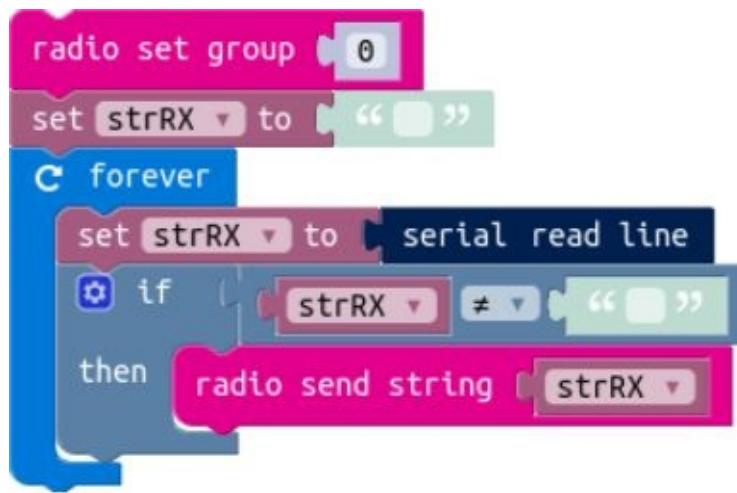 radio set group 0
set strRX ▼ to “ ”
forever
set strRX ▼ to serial read line
if strRX ▼ ≠ ▼ “ ”
then radio send string strRX ▼